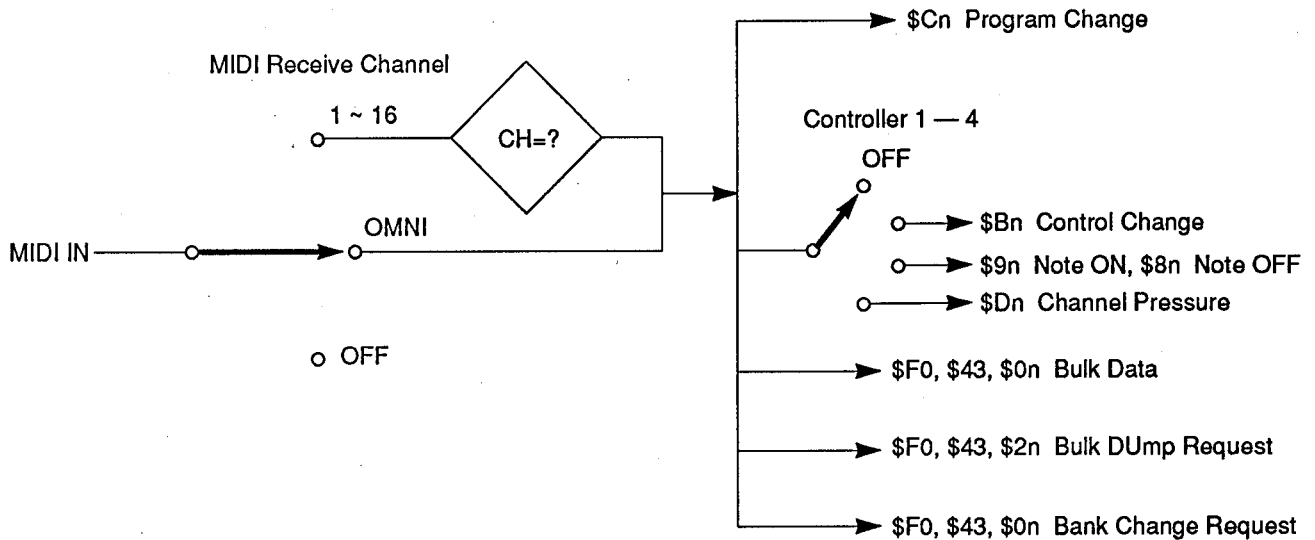 $Cn Program Change
MIDI Receive Channel
1 ~ 16
CH=?
Controller 1 — 4
OFF
OMNI
$Bn Control Change
MIDI IN
$9n Note ON, $8n Note OFF
$Dn Channel Pressure
OFF
$F0, $43, $0n Bulk Data
$F0, $43, $2n Bulk DUmp Request
$F0, $43, $0n Bank Change Request